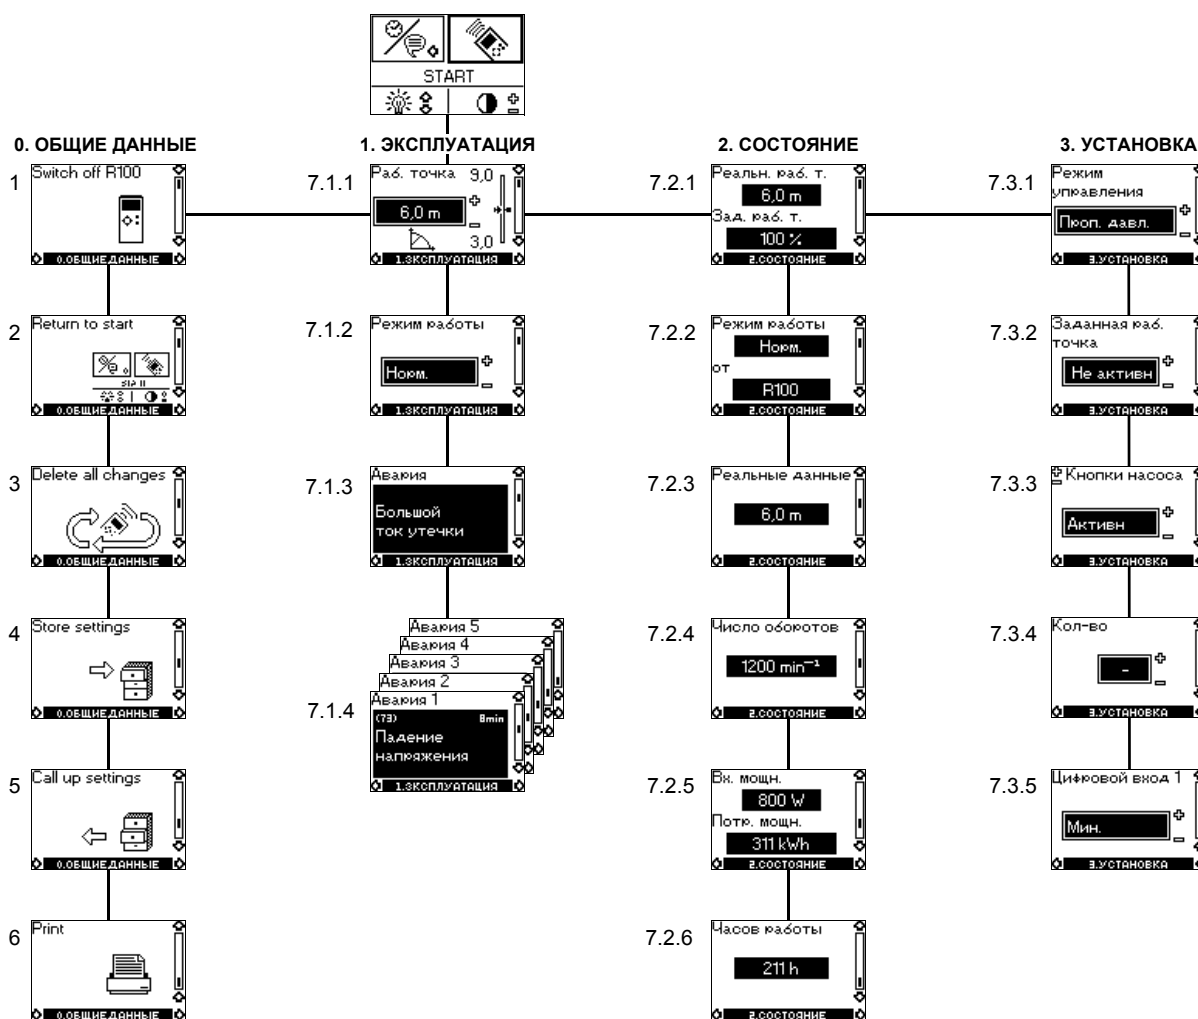 START
0. ОБЩИЕ ДАННЫЕ
1
Switch off R100
0.ОБЩИЕ ДАННЫЕ
2
Return to start
START
0.ОБЩИЕ ДАННЫЕ
3
Delete all changes
0.ОБЩИЕ ДАННЫЕ
4
Store settings
0.ОБЩИЕ ДАННЫЕ
5
Call up settings
0.ОБЩИЕ ДАННЫЕ
6
Print
0.ОБЩИЕ ДАННЫЕ
1. ЭКСПЛУАТАЦИЯ
7.1.1
Раб. точка 9,0
6,0 m
3,0
1.ЭКСПЛУАТАЦИЯ
7.1.2
Режим работы
Норм.
1.ЭКСПЛУАТАЦИЯ
7.1.3
Авария
Большой
ток утечки
1.ЭКСПЛУАТАЦИЯ
7.1.4
Авария 5
Авария 4
Авария 3
Авария 2
Авария 1
(73) 8min
Падение
напряжения
1.ЭКСПЛУАТАЦИЯ
2. СОСТОЯНИЕ
7.2.1
Реальн. раб. т.
6,0 m
Зад. раб. т.
100 %
2.СОСТОЯНИЕ
7.2.2
Режим работы
Норм.
от
R100
2.СОСТОЯНИЕ
7.2.3
Реальные данные
6,0 m
2.СОСТОЯНИЕ
7.2.4
Число оборотов
1200 min⁻¹
2.СОСТОЯНИЕ
7.2.5
Вх. мощн.
800 W
Потр. мощн.
311 kWh
2.СОСТОЯНИЕ
7.2.6
Часов работы
211 h
2.СОСТОЯНИЕ
3. УСТАНОВКА
7.3.1
Режим
управления
Проп. давл.
3.УСТАНОВКА
7.3.2
Заданная раб.
точка
Не активн
3.УСТАНОВКА
7.3.3
Кнопки насоса
Активн
3.УСТАНОВКА
7.3.4
Кол-во
-
3.УСТАНОВКА
7.3.5
Цифровой вход 1
Мин.
3.УСТАНОВКА